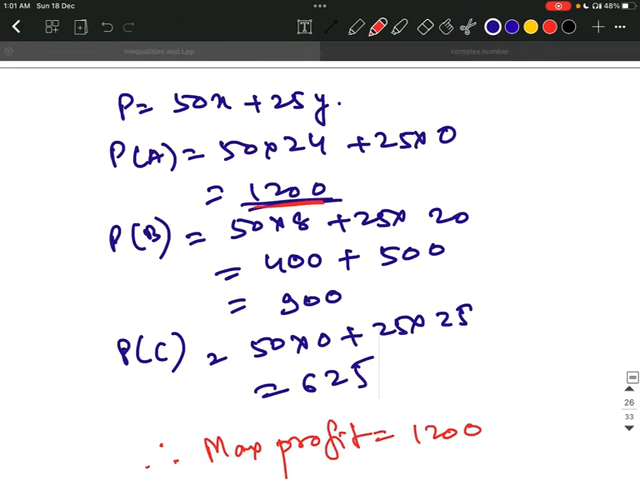 1:01 AM Sun 18 Dec
48%
inequalities and Lpp
complex number
P = 50x + 25y.
P(A) = 50×24 + 25×0
= 1200
P(B) = 50×8 + 25×20
= 400 + 500
= 900
P(C) = 50×0 + 25×25
= 625
∴ Max profit = 1200
26
33